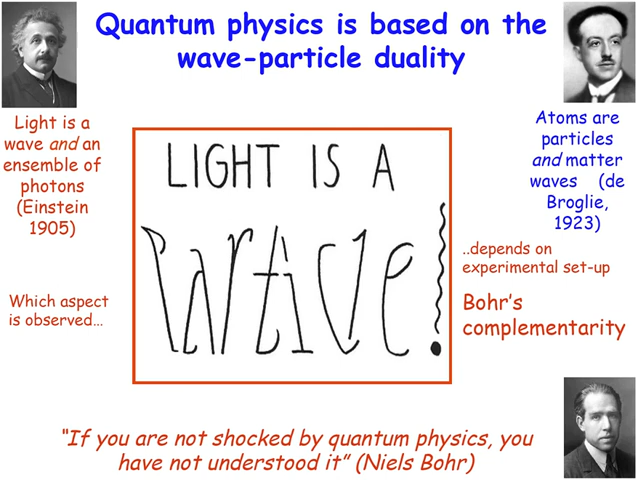 Quantum physics is based on the
wave-particle duality
Light is a
wave and an
ensemble of
photons
(Einstein
1905)
Atoms are
particles
and matter
waves (de
Broglie,
1923)
LIGHT IS A
Particle!
Which aspect
is observed...
..depends on
experimental set-up
Bohr's
complementarity
"If you are not shocked by quantum physics, you
have not understood it" (Niels Bohr)